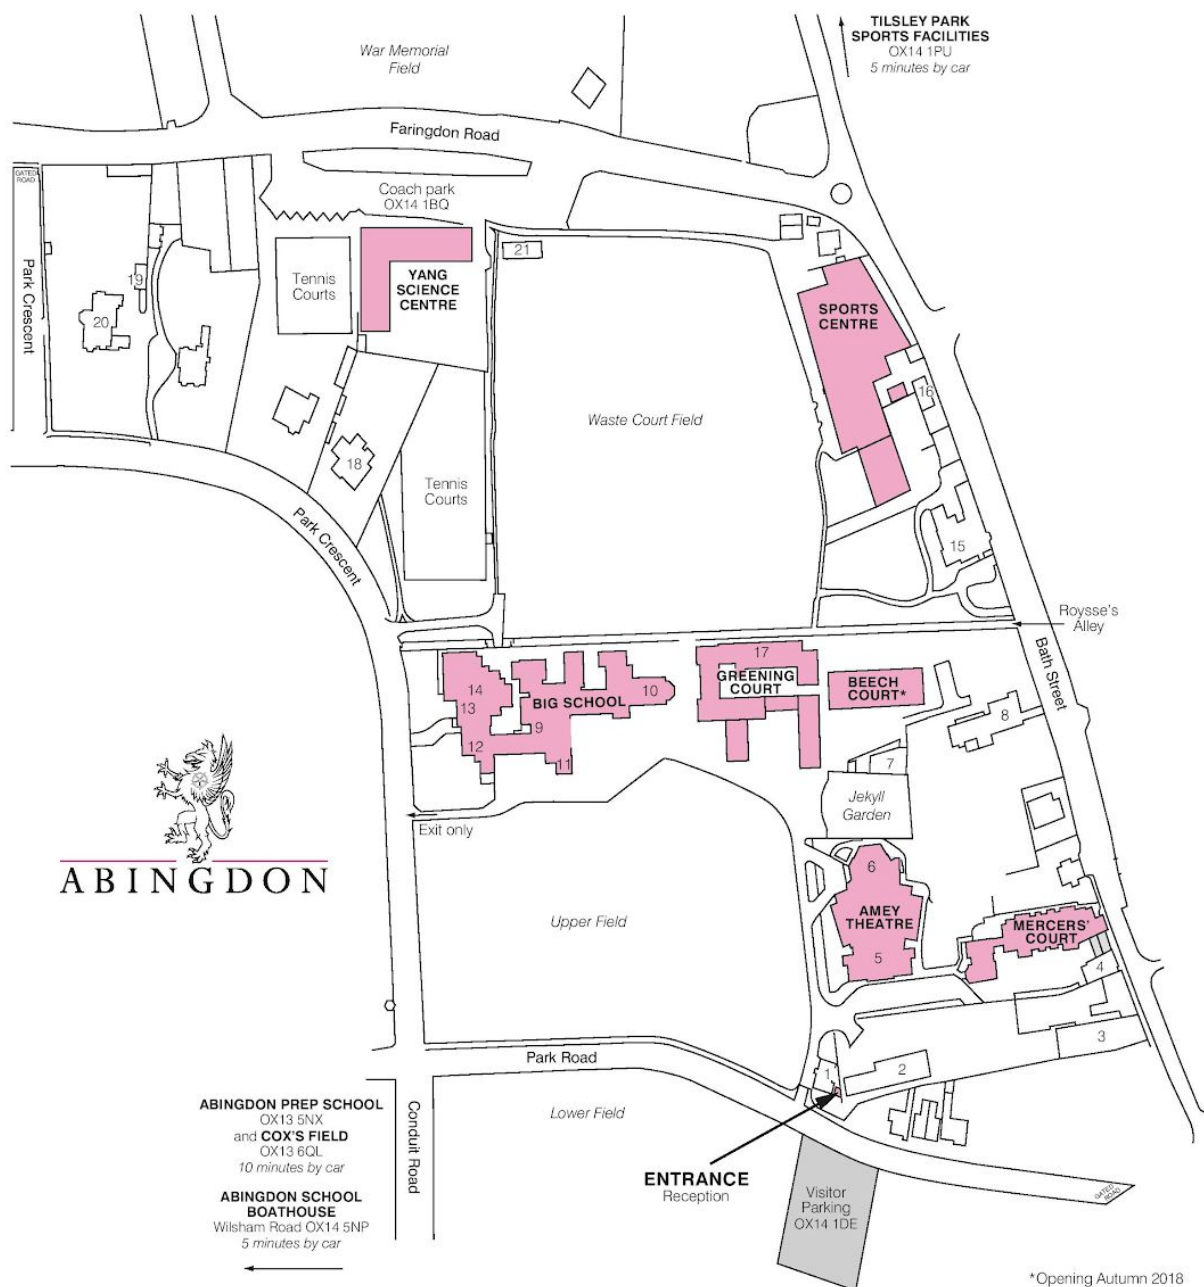 TILSLEY PARK
SPORTS FACILITIES
OX14 1PU
5 minutes by car
War Memorial
Field
Faringdon Road
GATED
ROAD
Coach park
OX14 1BQ
Park Crescent
19
20
Tennis
Courts
YANG
SCIENCE
CENTRE
21
SPORTS
CENTRE
16
Waste Court Field
18
Tennis
Courts
Park Crescent
15
Roysse's
Alley
Bath Street
14
13
12
BIG SCHOOL
9
10
11
17
GREENING
COURT
BEECH
COURT*
8
7
Jekyll
Garden
Exit only
ABINGDON
6
AMEY
THEATRE
5
Upper Field
MERCERS'
COURT
4
3
Park Road
1
2
Lower Field
ABINGDON PREP SCHOOL
OX13 5NX
and COX'S FIELD
OX13 6QL
10 minutes by car
Conduit Road
ENTRANCE
Reception
ABINGDON SCHOOL
BOATHOUSE
Wilsham Road OX14 5NP
5 minutes by car
Visitor
Parking
OX14 1DE
GATED
ROAD
*Opening Autumn 2018